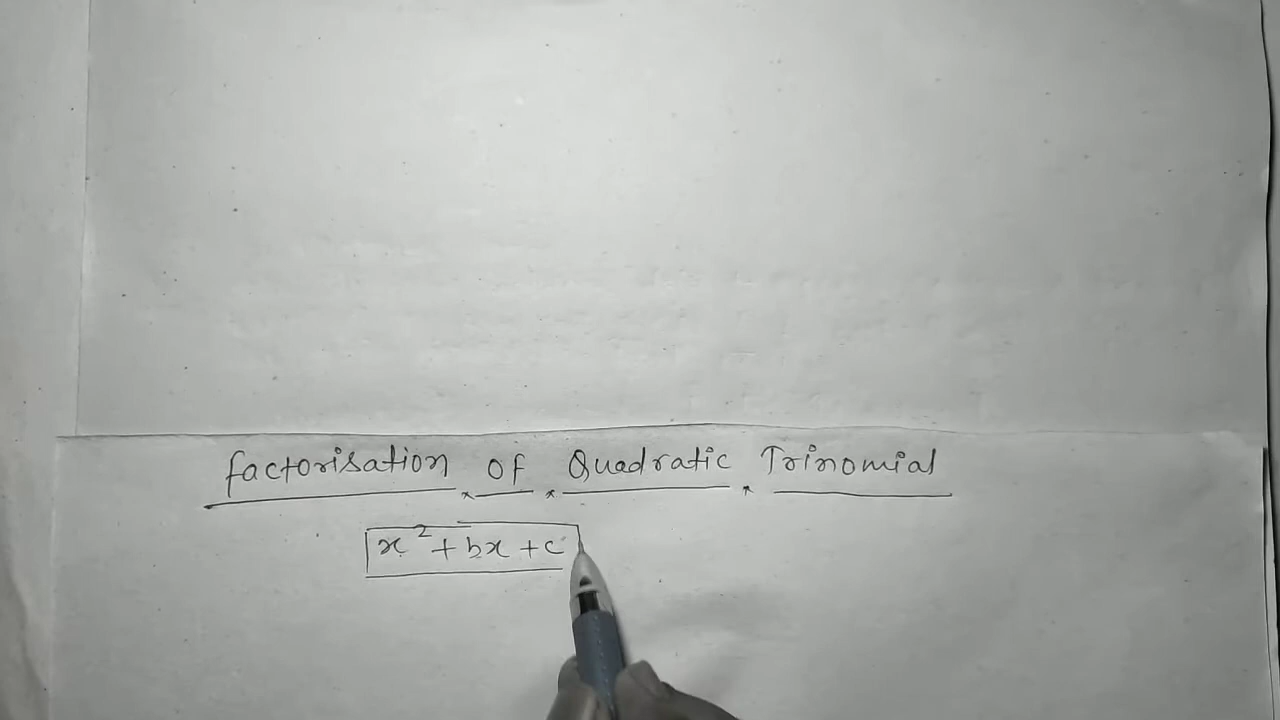 factorisation of Quadratic Trinomial
x² + bx + c